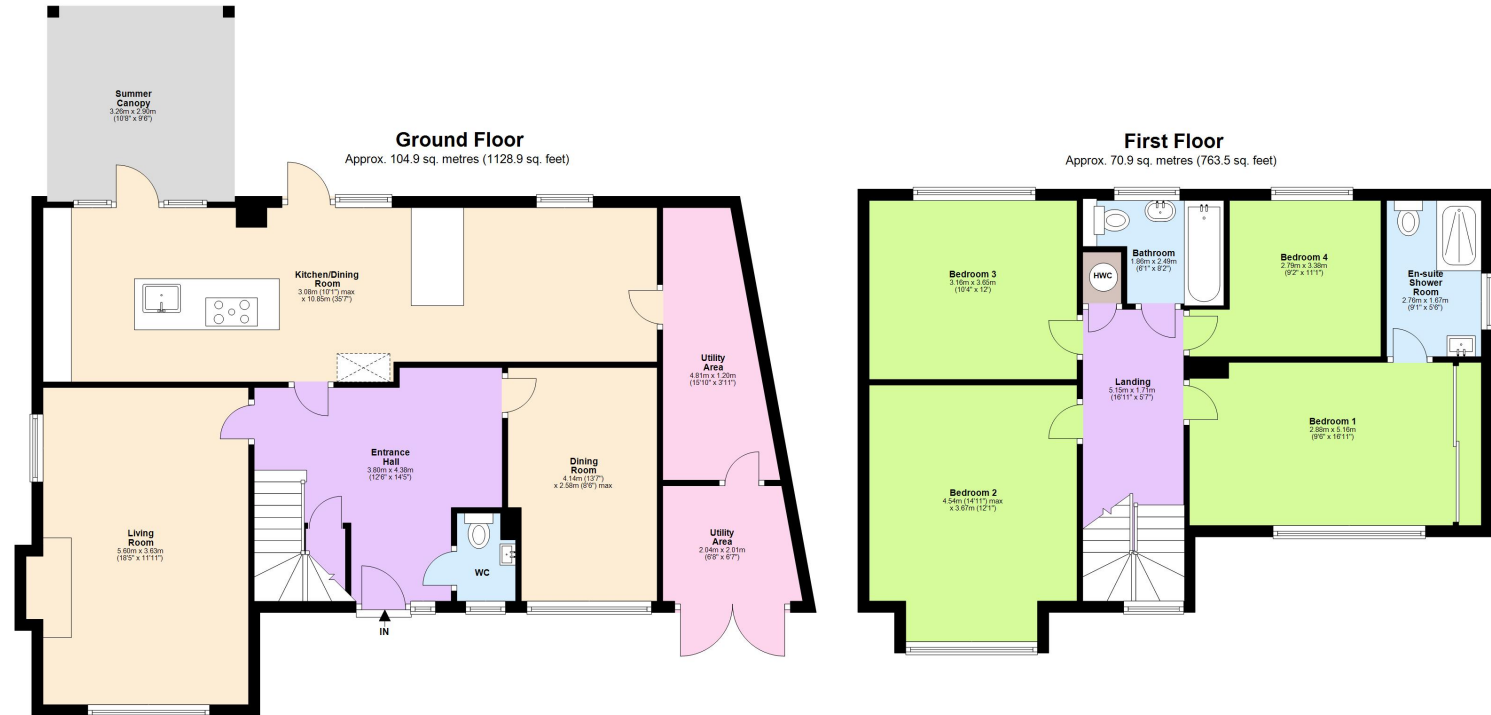 Summer
Canopy
3.26m x 2.90m
(10'8" x 9'6")
Ground Floor
Approx. 104.9 sq. metres (1128.9 sq. feet)
Kitchen/Dining
Room
3.08m (10'1") max
x 10.85m (35'7")
Utility
Area
4.81m x 1.20m
(15'10" x 3'11")
Entrance
Hall
3.80m x 4.38m
(12'6" x 14'5")
Dining
Room
4.14m (13'7")
x 2.58m (8'6") max
Living
Room
5.60m x 3.63m
(18'5" x 11'11")
WC
Utility
Area
2.04m x 2.01m
(6'8" x 6'7")
IN
First Floor
Approx. 70.9 sq. metres (763.5 sq. feet)
Bedroom 3
3.16m x 3.65m
(10'4" x 12')
HWC
Bathroom
1.86m x 2.49m
(6'1" x 8'2")
Bedroom 4
2.79m x 3.38m
(9'2" x 11'1")
En-suite
Shower
Room
2.76m x 1.67m
(9'1" x 5'6")
Landing
5.15m x 1.71m
(16'11" x 5'7")
Bedroom 1
2.88m x 5.16m
(9'6" x 16'11")
Bedroom 2
4.54m (14'11") max
x 3.67m (12'1")